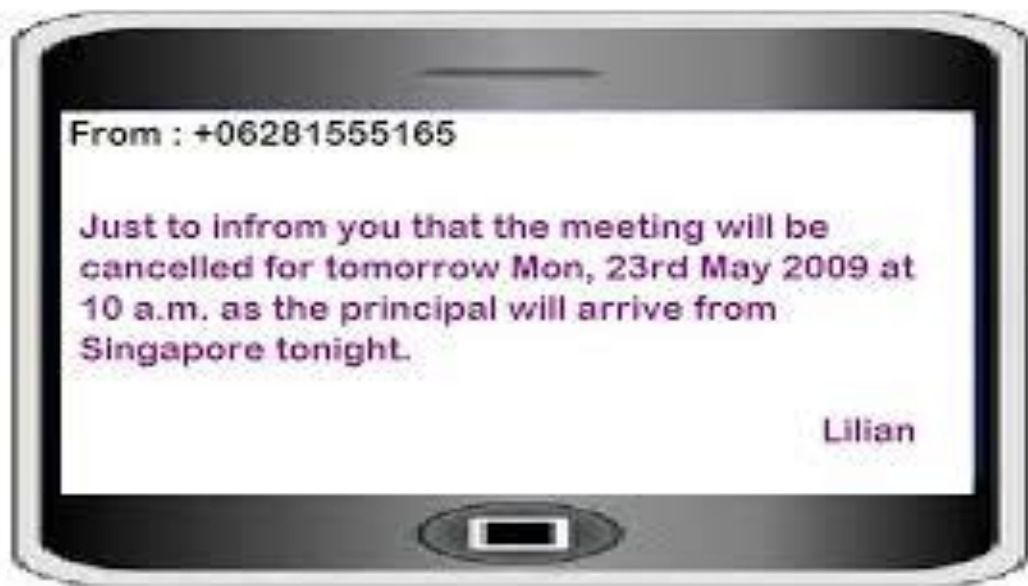 From : +06281555165
Just to infrom you that the meeting will be
cancelled for tomorrow Mon, 23rd May 2009 at
10 a.m. as the principal will arrive from
Singapore tonight.
Lilian